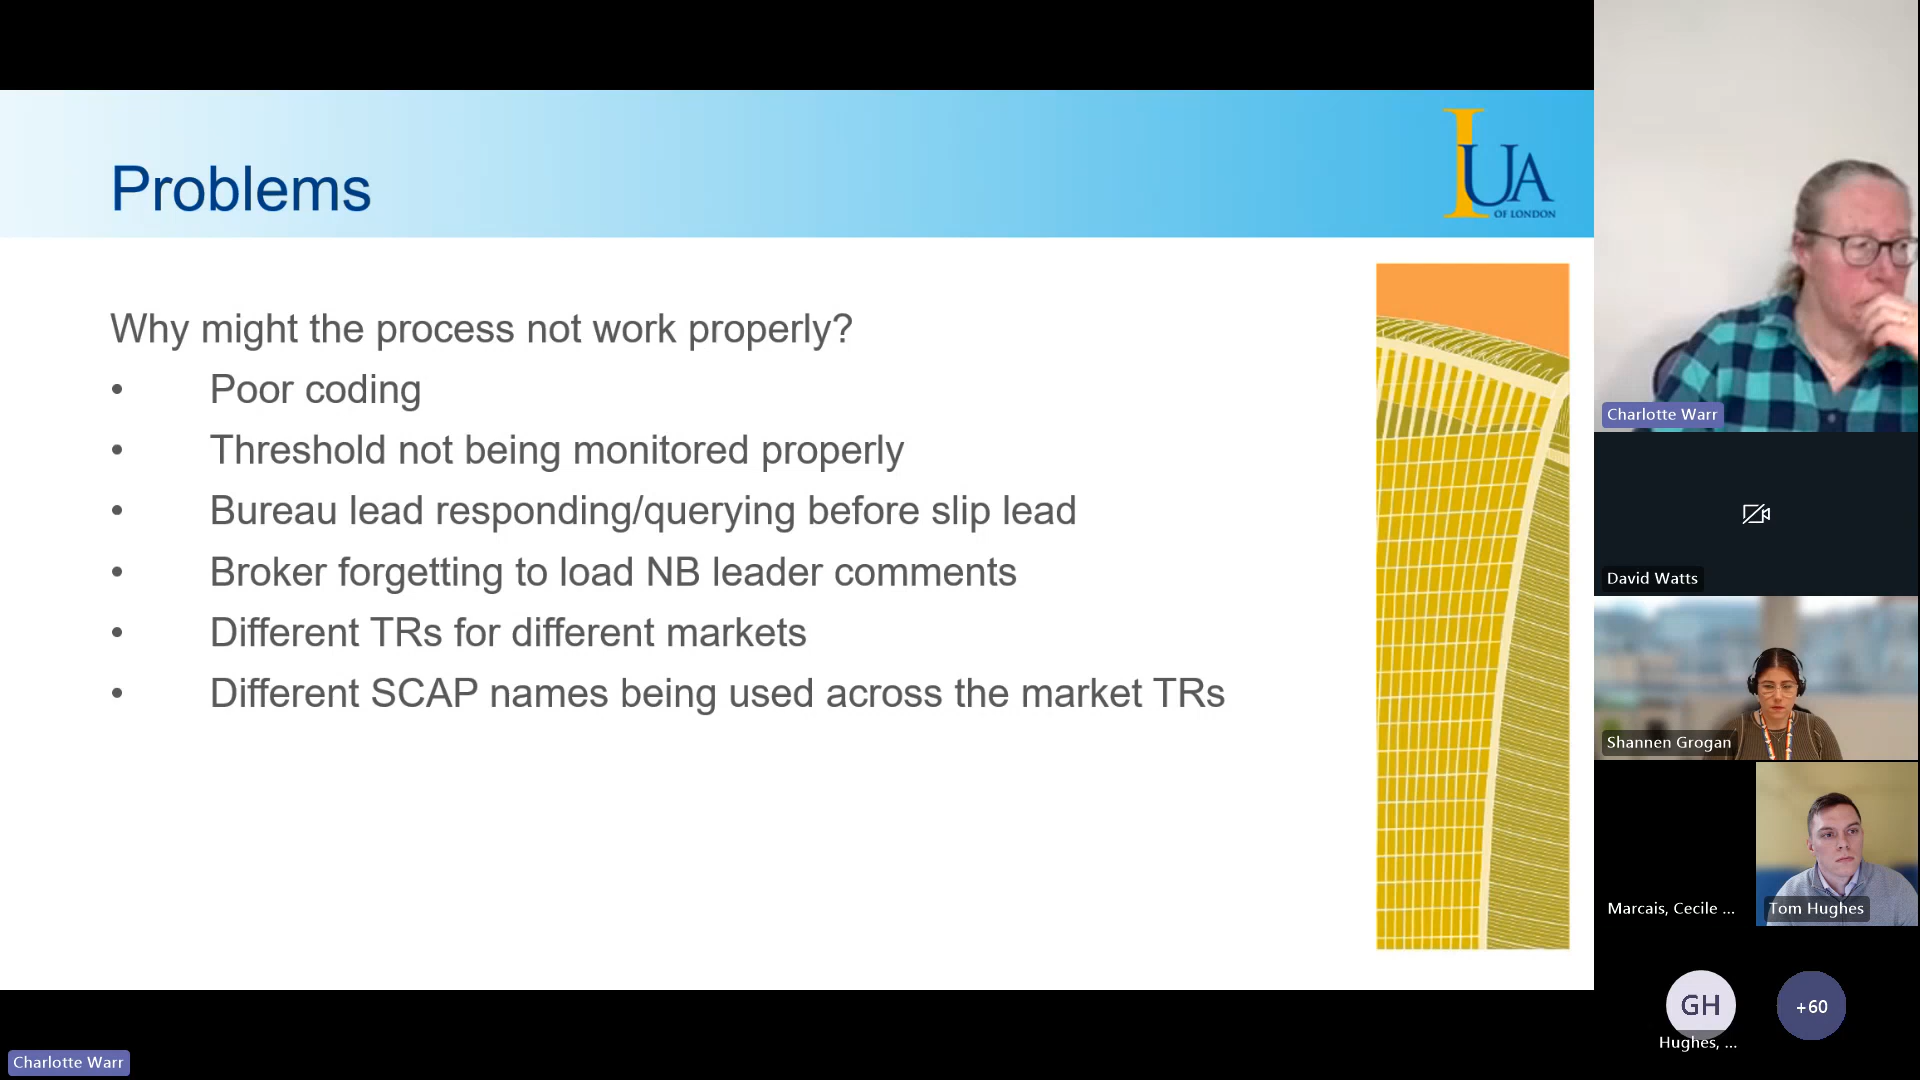 Problems
IUA
OF LONDON
Why might the process not work properly?
• Poor coding
• Threshold not being monitored properly
• Bureau lead responding/querying before slip lead
• Broker forgetting to load NB leader comments
• Different TRs for different markets
• Different SCAP names being used across the market TRs
Charlotte Warr
David Watts
Shannen Grogan
Marcais, Cecile ...
Tom Hughes
GH
+60
Hughes, ...
Charlotte Warr